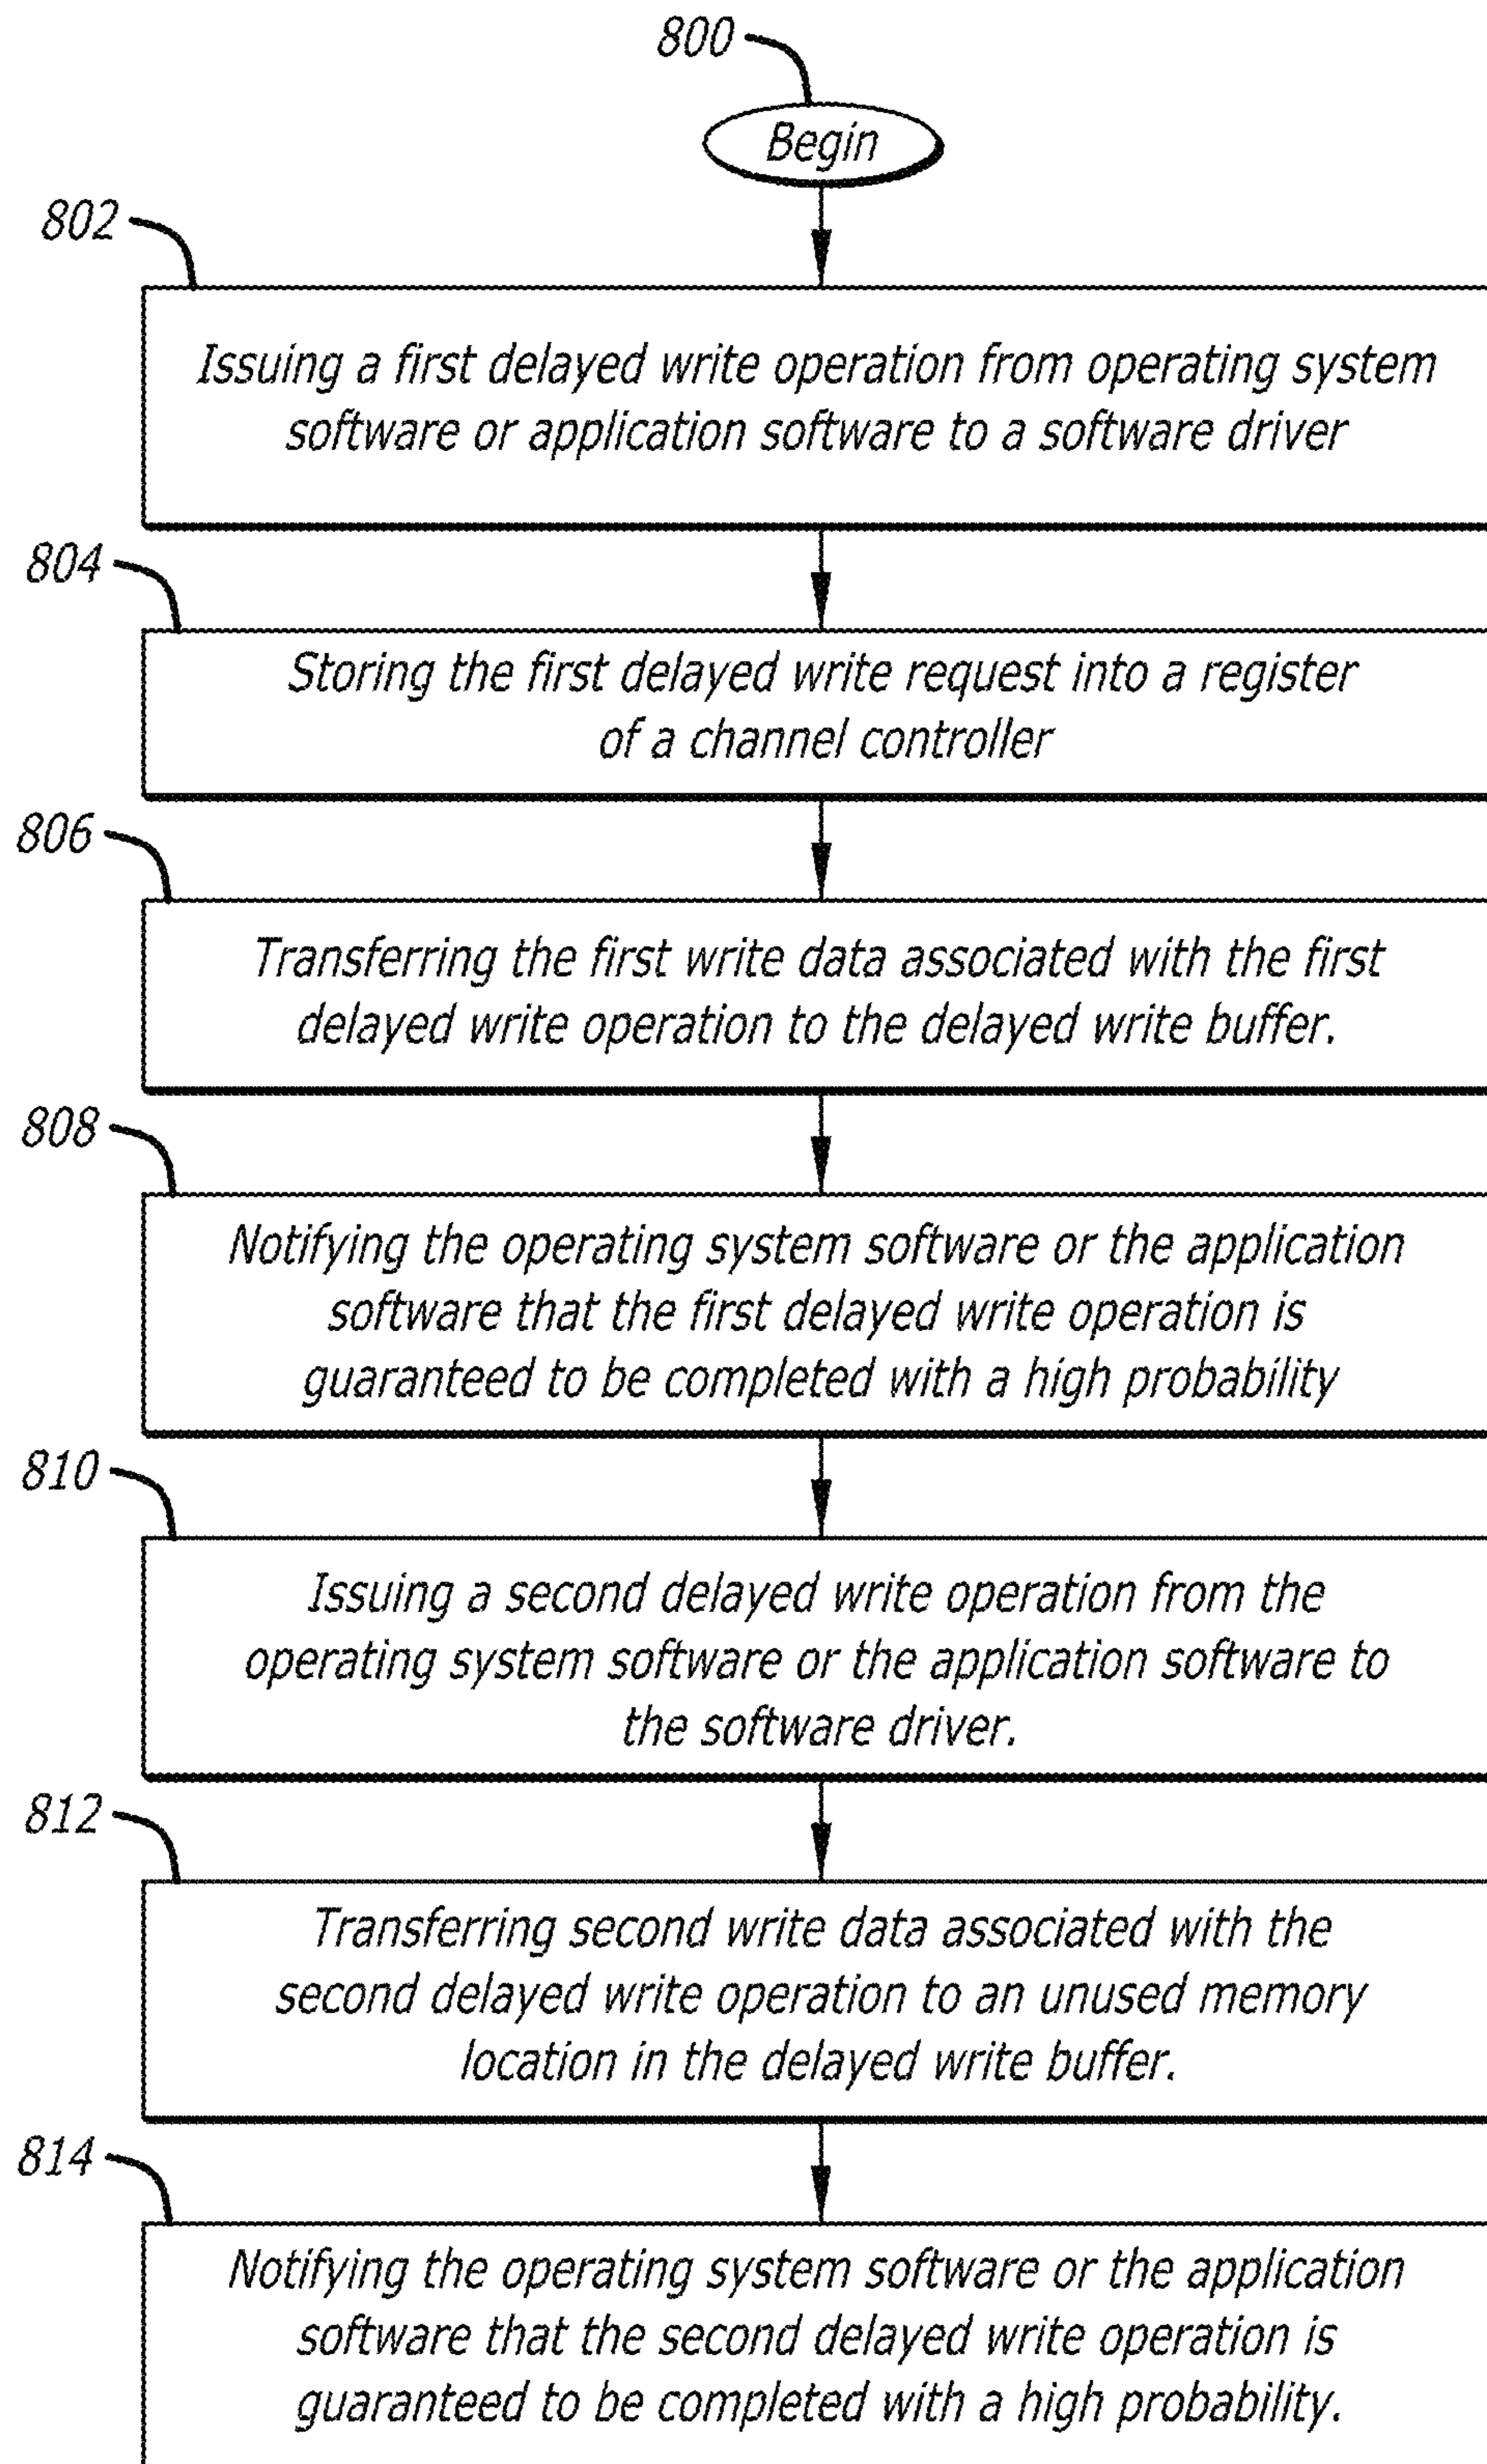 800
Begin
802
Issuing a first delayed write operation from operating system
software or application software to a software driver
804
Storing the first delayed write request into a register
of a channel controller
806
Transferring the first write data associated with the first
delayed write operation to the delayed write buffer.
808
Notifying the operating system software or the application
software that the first delayed write operation is
guaranteed to be completed with a high probability
810
Issuing a second delayed write operation from the
operating system software or the application software to
the software driver.
812
Transferring second write data associated with the
second delayed write operation to an unused memory
location in the delayed write buffer.
814
Notifying the operating system software or the application
software that the second delayed write operation is
guaranteed to be completed with a high probability.